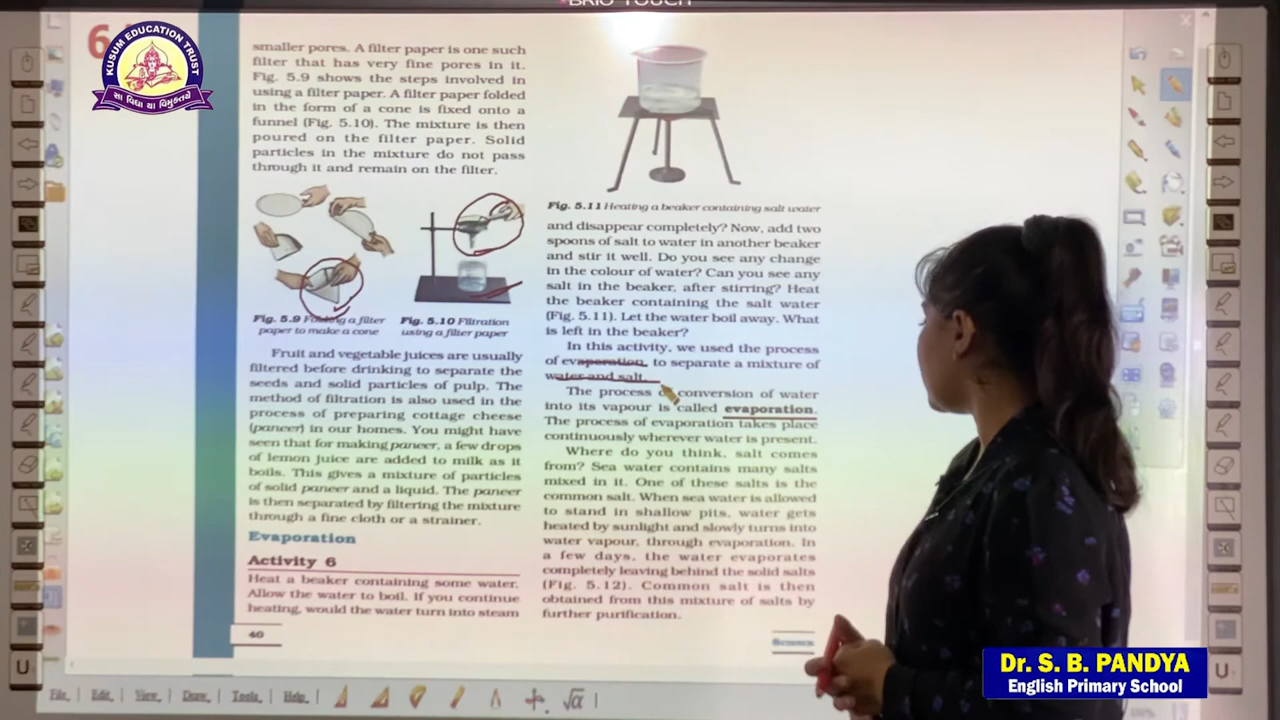 BRIO TOUCH
6
KUSUM EDUCATION TRUST
સા વિદ્યા યા વિમુક્તયે
smaller pores. A filter paper is one such
filter that has very fine pores in it.
Fig. 5.9 shows the steps involved in
using a filter paper. A filter paper folded
in the form of a cone is fixed onto a
funnel (Fig. 5.10). The mixture is then
poured on the filter paper. Solid
particles in the mixture do not pass
through it and remain on the filter.
Fig. 5.9 Folding a filter
paper to make a cone
Fig. 5.10 Filtration
using a filter paper
Fruit and vegetable juices are usually
filtered before drinking to separate the
seeds and solid particles of pulp. The
method of filtration is also used in the
process of preparing cottage cheese
(paneer) in our homes. You might have
seen that for making paneer, a few drops
of lemon juice are added to milk as it
boils. This gives a mixture of particles
of solid paneer and a liquid. The paneer
is then separated by filtering the mixture
through a fine cloth or a strainer.
Evaporation
Activity 6
Heat a beaker containing some water.
Allow the water to boil. If you continue
heating, would the water turn into steam
40
Fig. 5.11 Heating a beaker containing salt water
and disappear completely? Now, add two
spoons of salt to water in another beaker
and stir it well. Do you see any change
in the colour of water? Can you see any
salt in the beaker, after stirring? Heat
the beaker containing the salt water
(Fig. 5.11). Let the water boil away. What
is left in the beaker?
In this activity, we used the process
of evaporation, to separate a mixture of
water and salt.
The process of conversion of water
into its vapour is called evaporation.
The process of evaporation takes place
continuously wherever water is present.
Where do you think, salt comes
from? Sea water contains many salts
mixed in it. One of these salts is the
common salt. When sea water is allowed
to stand in shallow pits, water gets
heated by sunlight and slowly turns into
water vapour, through evaporation. In
a few days, the water evaporates
completely leaving behind the solid salts
(Fig. 5.12). Common salt is then
obtained from this mixture of salts by
further purification.
Science
File Edit View Draw Tools Help
U
U
Dr. S. B. PANDYA
English Primary School